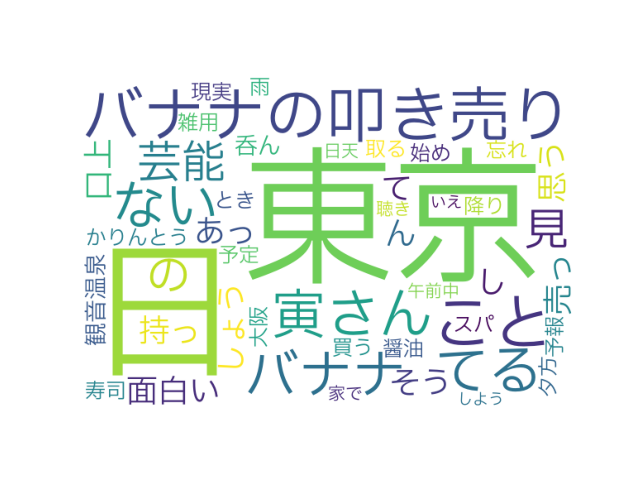 現実
雨
バナナの叩き売り
雑用
口上
芸能
呑ん
日天
取る
始め
忘れ
思う
東京
ない
とき
て
いえ
降り
聴き
見
かりんとう
あっ
ん
予定
日
の
観音温泉
しょう
持っ
大阪
寅さん
午前中
し
こと
スパ
売っ
夕方
予報
買う
醤油
バナナ
そう
てる
寿司
面白い
家で
しよう